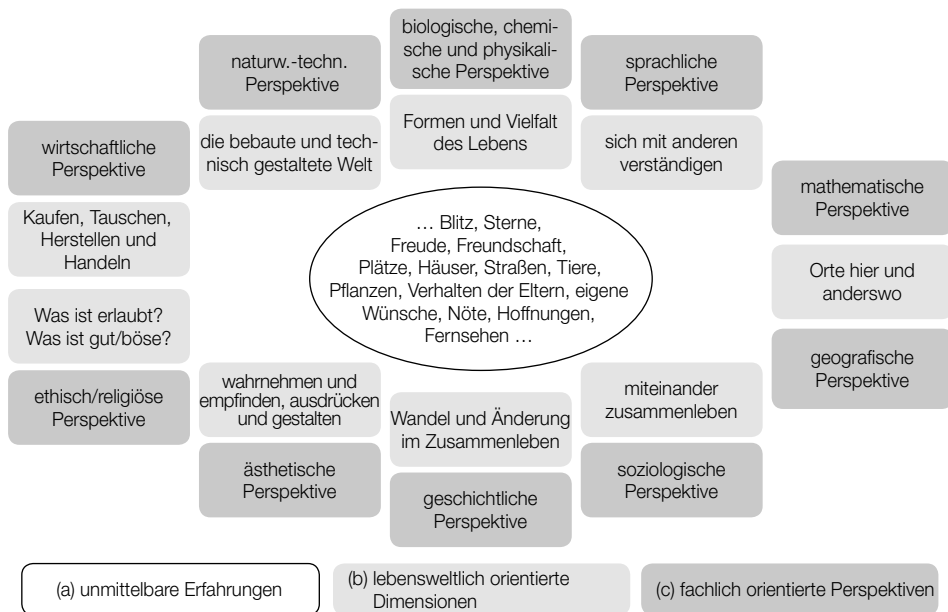 biologische, chemi-
sche und physikali-
sche Perspektive
naturw.-techn.
Perspektive
sprachliche
Perspektive
Formen und Vielfalt
des Lebens
die bebaute und tech-
nisch gestaltete Welt
sich mit anderen
verständigen
wirtschaftliche
Perspektive
mathematische
Perspektive
Kaufen, Tauschen,
Herstellen und
Handeln
… Blitz, Sterne,
Freude, Freundschaft,
Plätze, Häuser, Straßen, Tiere,
Pflanzen, Verhalten der Eltern, eigene
Wünsche, Nöte, Hoffnungen,
Fernsehen …
Orte hier und
anderswo
Was ist erlaubt?
Was ist gut/böse?
geografische
Perspektive
ethisch/religiöse
Perspektive
wahrnehmen und
empfinden, ausdrücken
und gestalten
Wandel und Änderung
im Zusammenleben
miteinander
zusammenleben
ästhetische
Perspektive
geschichtliche
Perspektive
soziologische
Perspektive
(a) unmittelbare Erfahrungen
(b) lebensweltlich orientierte
Dimensionen
(c) fachlich orientierte Perspektiven